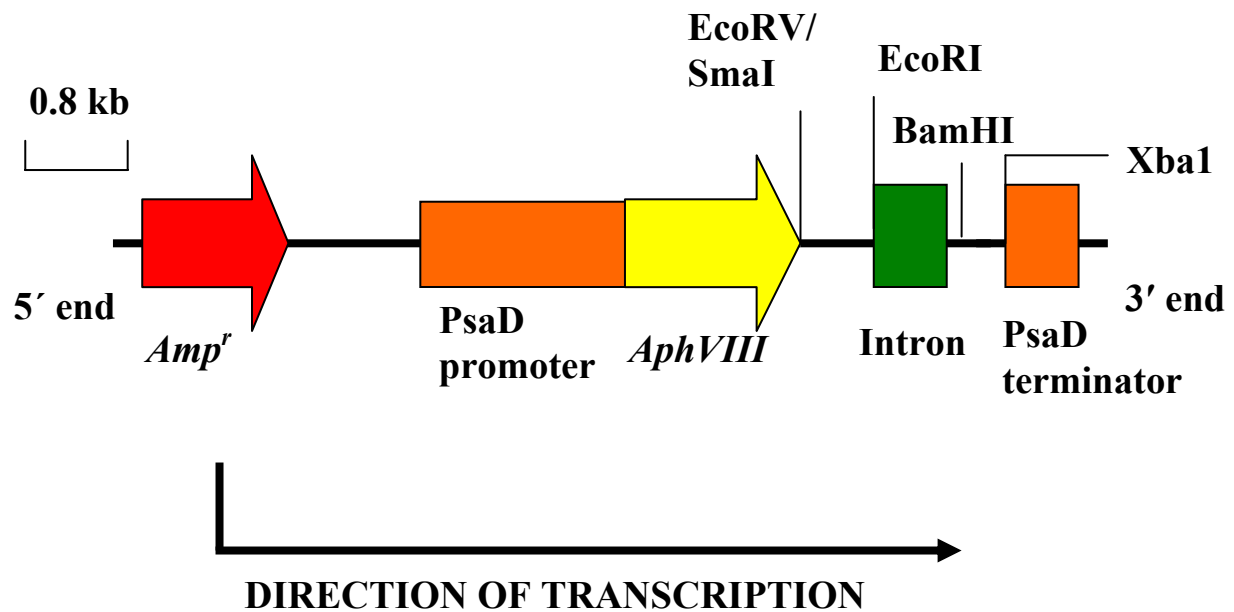 EcoRV/
SmaI
EcoRI
0.8 kb
BamHI
Xba1
5´ end
3′ end
Ampʳ
PsaD
promoter
AphVIII
Intron
PsaD
terminator
DIRECTION OF TRANSCRIPTION